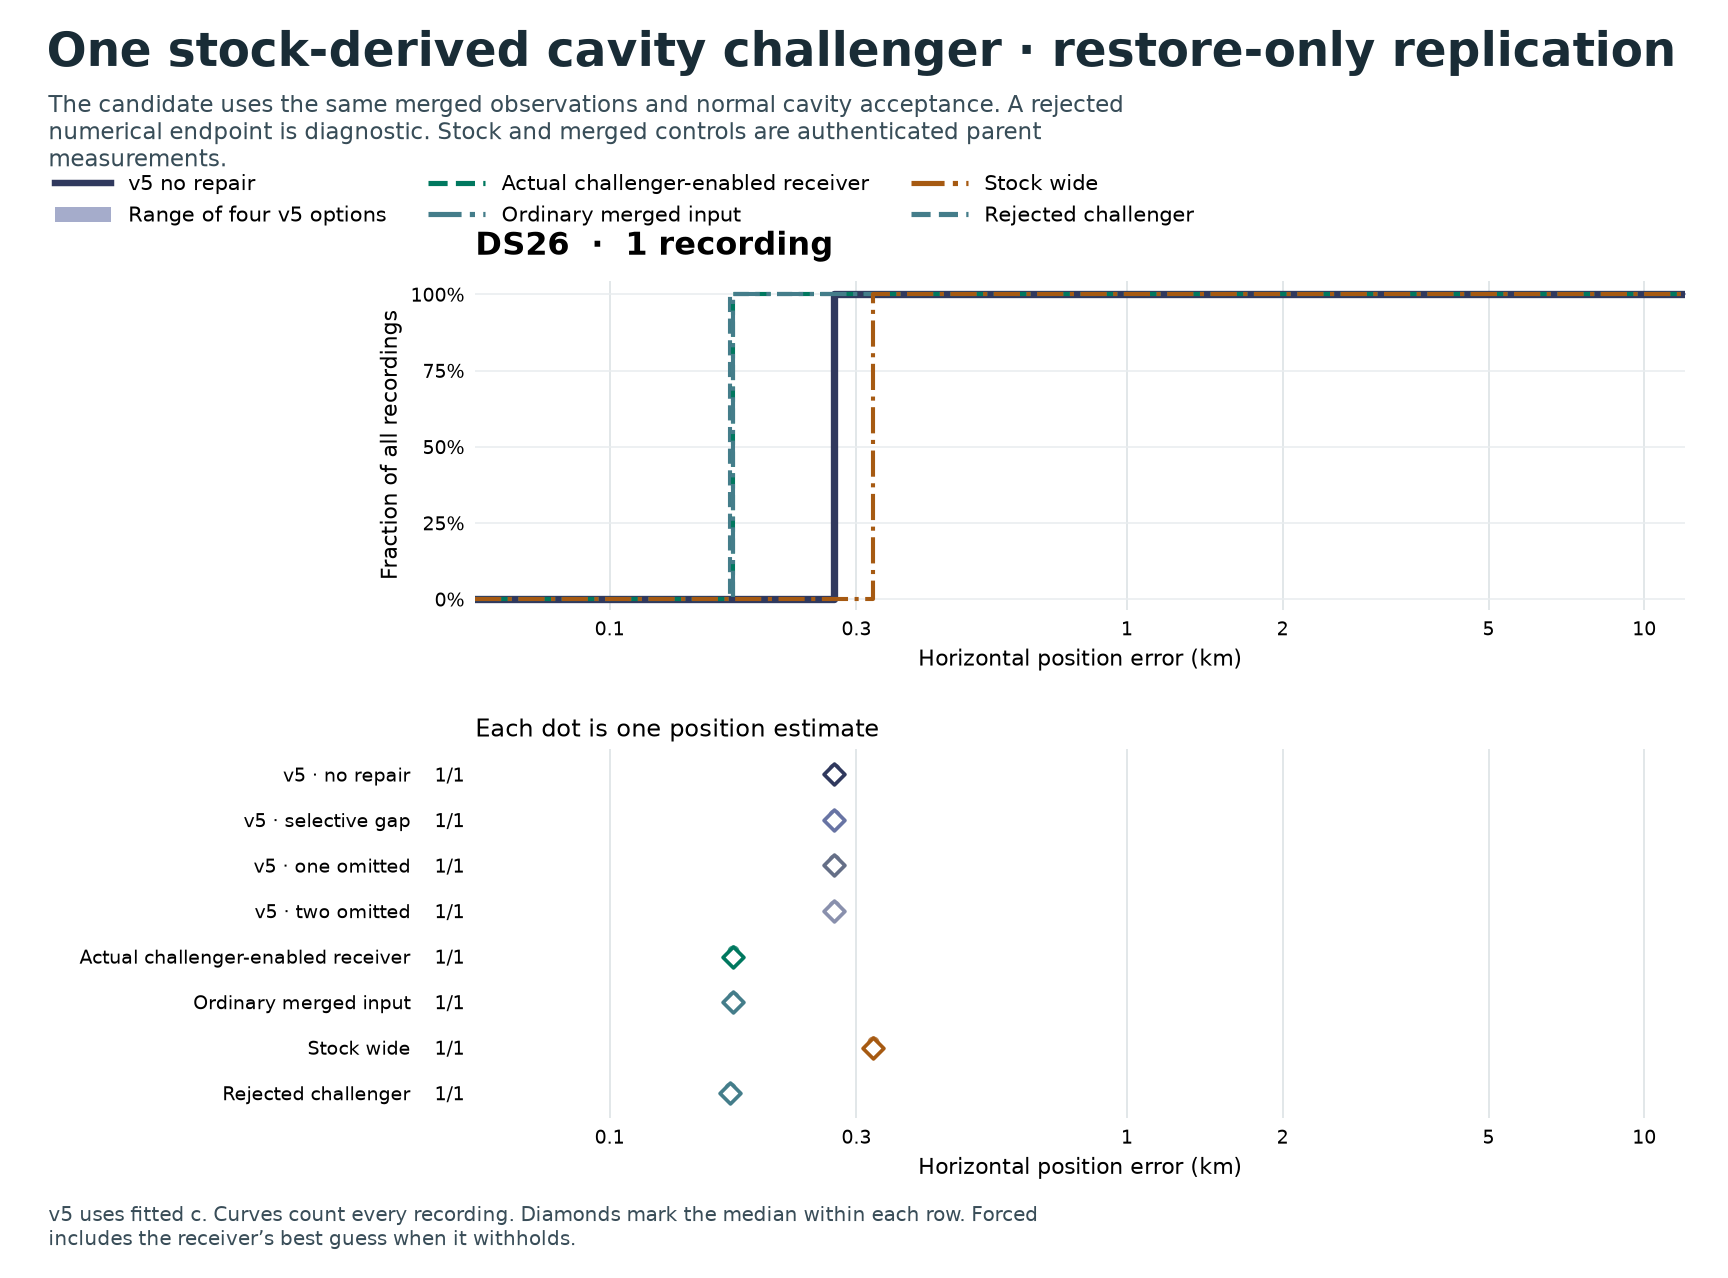 One stock-derived cavity challenger · restore-only replication
The candidate uses the same merged observations and normal cavity acceptance. A rejected
numerical endpoint is diagnostic. Stock and merged controls are authenticated parent
measurements.
v5 no repair
Actual challenger-enabled receiver
Stock wide
Range of four v5 options
Ordinary merged input
Rejected challenger
DS26 · 1 recording
100%
75%
50%
25%
0%
Fraction of all recordings
0.1 0.3 1 2 5 10
Horizontal position error (km)
Each dot is one position estimate
v5 · no repair 1/1
v5 · selective gap 1/1
v5 · one omitted 1/1
v5 · two omitted 1/1
Actual challenger-enabled receiver 1/1
Ordinary merged input 1/1
Stock wide 1/1
Rejected challenger 1/1
0.1 0.3 1 2 5 10
Horizontal position error (km)
v5 uses fitted c. Curves count every recording. Diamonds mark the median within each row. Forced
includes the receiver’s best guess when it withholds.